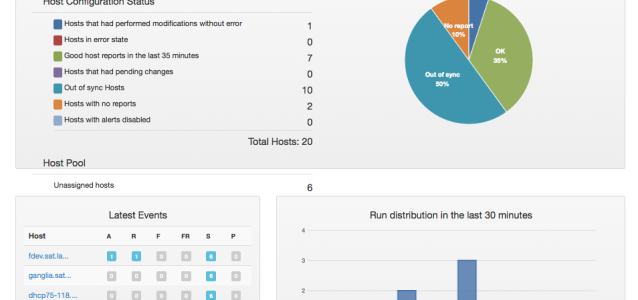 Host Configuration Status
Hosts that had performed modifications without error 1
Hosts in error state 0
Good host reports in the last 35 minutes 7
Hosts that had pending changes 0
Out of sync Hosts 10
Hosts with no reports 2
Hosts with alerts disabled 0
Total Hosts: 20
No report
10%
OK
35%
Out of sync
50%
Host Pool
Unassigned hosts 6
Latest Events
Host A R F FR S P
fdev.sat.la... 1 1 0 0 6 0
ganglia.sat... 0 0 0 0 6 0
dhcp75-118.... 0 0 0 0 6 0
Run distribution in the last 30 minutes
4
3
2